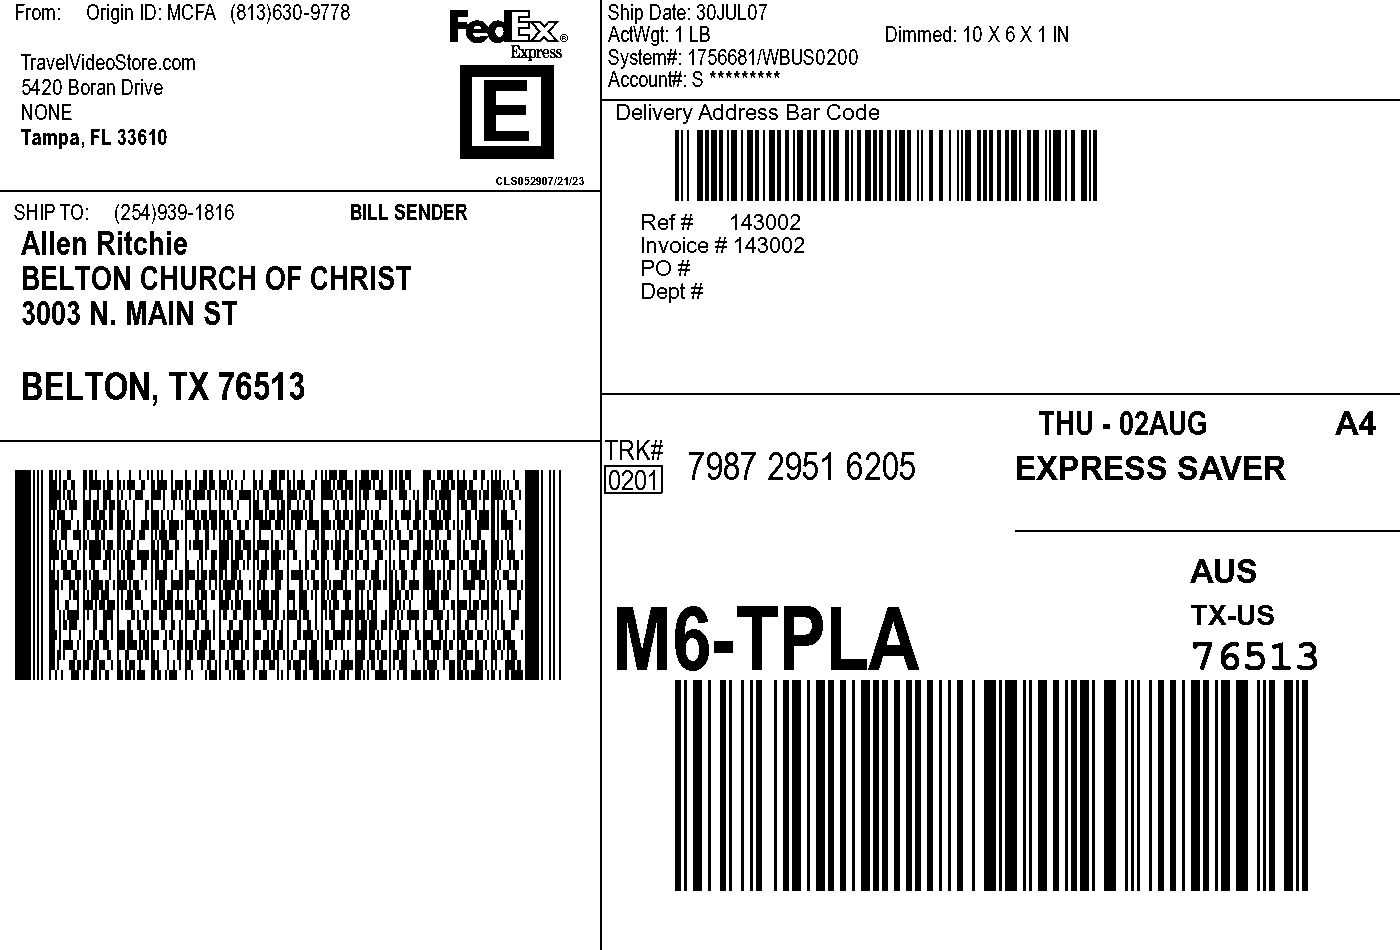 From: Origin ID: MCFA (813)630-9778
TravelVideoStore.com
5420 Boran Drive
NONE
Tampa, FL 33610
FedEx®
Express
E
CLS052907/21/23
Ship Date: 30JUL07
ActWgt: 1 LB Dimmed: 10 X 6 X 1 IN
System#: 1756681/WBUS0200
Account#: S *********
Delivery Address Bar Code
Ref # 143002
Invoice # 143002
PO #
Dept #
SHIP TO: (254)939-1816 BILL SENDER
Allen Ritchie
BELTON CHURCH OF CHRIST
3003 N. MAIN ST
BELTON, TX 76513
THU - 02AUG A4
TRK#
0201
7987 2951 6205
EXPRESS SAVER
AUS
M6-TPLA
TX-US
76513